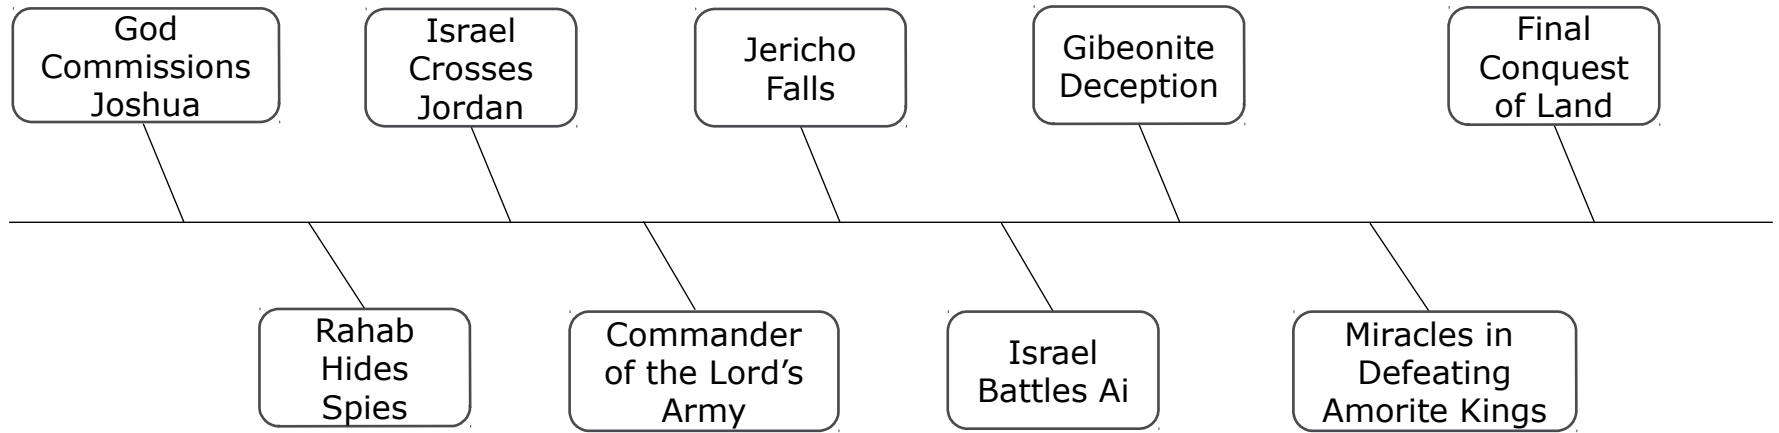 God
Commissions
Joshua
Israel
Crosses
Jordan
Jericho
Falls
Gibeonite
Deception
Final
Conquest
of Land
Rahab
Hides
Spies
Commander
of the Lord’s
Army
Israel
Battles Ai
Miracles in
Defeating
Amorite Kings